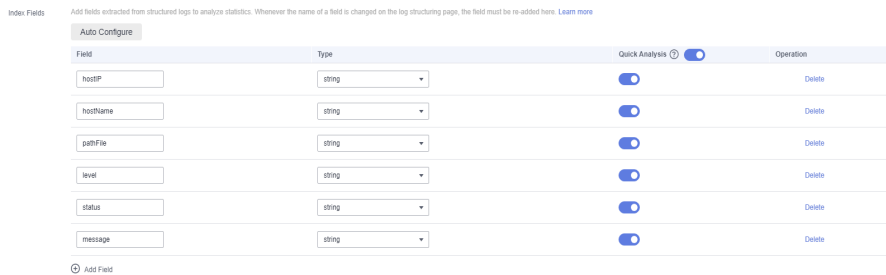 Index Fields
Add fields extracted from structured logs to analyze statistics. Whenever the name of a field is changed on the log structuring page, the field must be re-added here. Learn more
Auto Configure
Field Type Quick Analysis ? Operation
hostIP string Delete
hostName string Delete
pathFile string Delete
level string Delete
status string Delete
message string Delete
Add Field